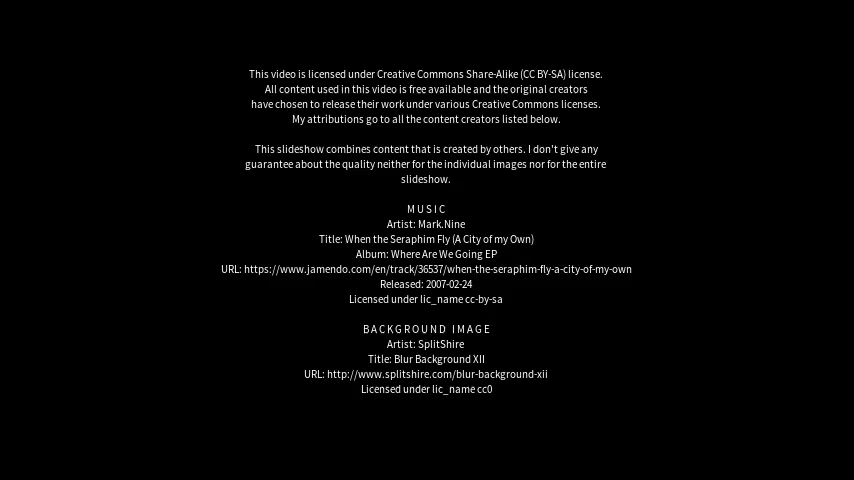 This video is licensed under Creative Commons Share-Alike (CC BY-SA) license.
All content used in this video is free available and the original creators
have chosen to release their work under various Creative Commons licenses.
My attributions go to all the content creators listed below.
This slideshow combines content that is created by others. I don't give any
guarantee about the quality neither for the individual images nor for the entire
slideshow.
MUSIC
Artist: Mark.Nine
Title: When the Seraphim Fly (A City of my Own)
Album: Where Are We Going EP
URL: https://www.jamendo.com/en/track/36537/when-the-seraphim-fly-a-city-of-my-own
Released: 2007-02-24
Licensed under lic_name cc-by-sa
BACKGROUND IMAGE
Artist: SplitShire
Title: Blur Background XII
URL: http://www.splitshire.com/blur-background-xii
Licensed under lic_name cc0